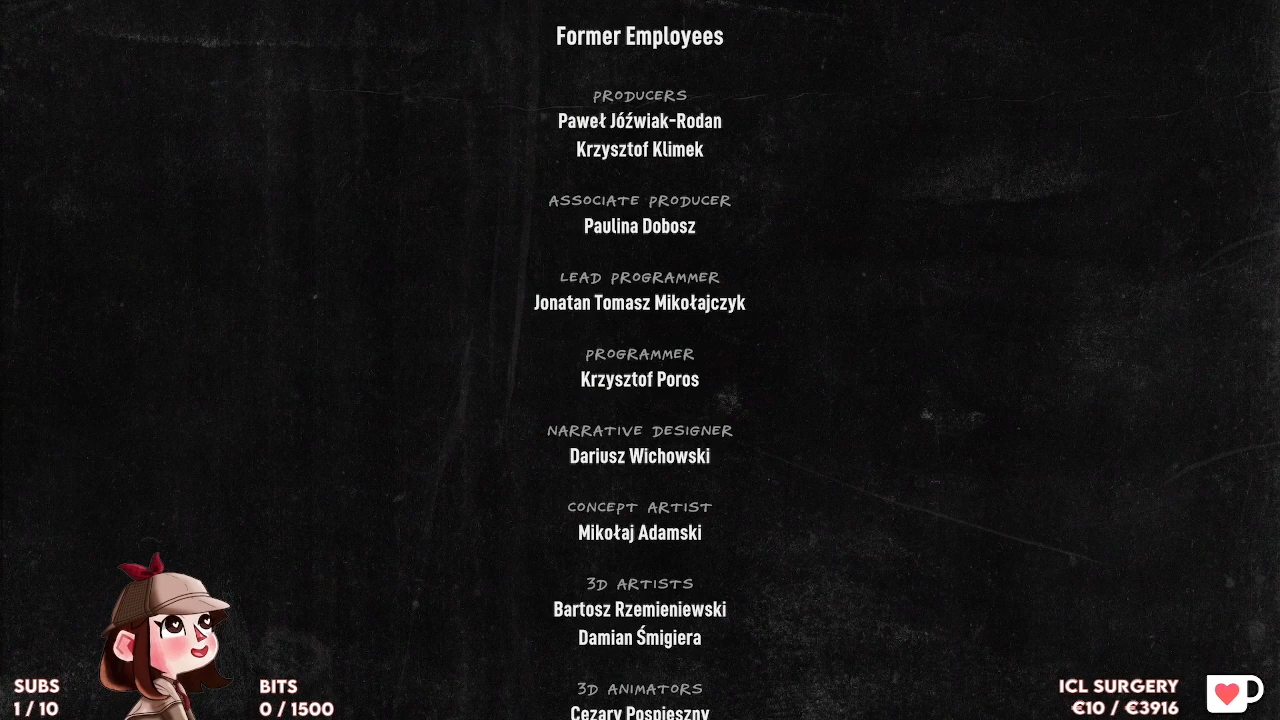 Former Employees
PRODUCERS
Paweł Jóźwiak-Rodan
Krzysztof Klimek
ASSOCIATE PRODUCER
Paulina Dobosz
LEAD PROGRAMMER
Jonatan Tomasz Mikołajczyk
PROGRAMMER
Krzysztof Poros
NARRATIVE DESIGNER
Dariusz Wichowski
CONCEPT ARTIST
Mikołaj Adamski
3D ARTISTS
Bartosz Rzemieniewski
Damian Śmigiera
3D ANIMATORS
Cezary Pospieszny
SUBS
1 / 10
BITS
0 / 1500
ICL SURGERY
€10 / €3916